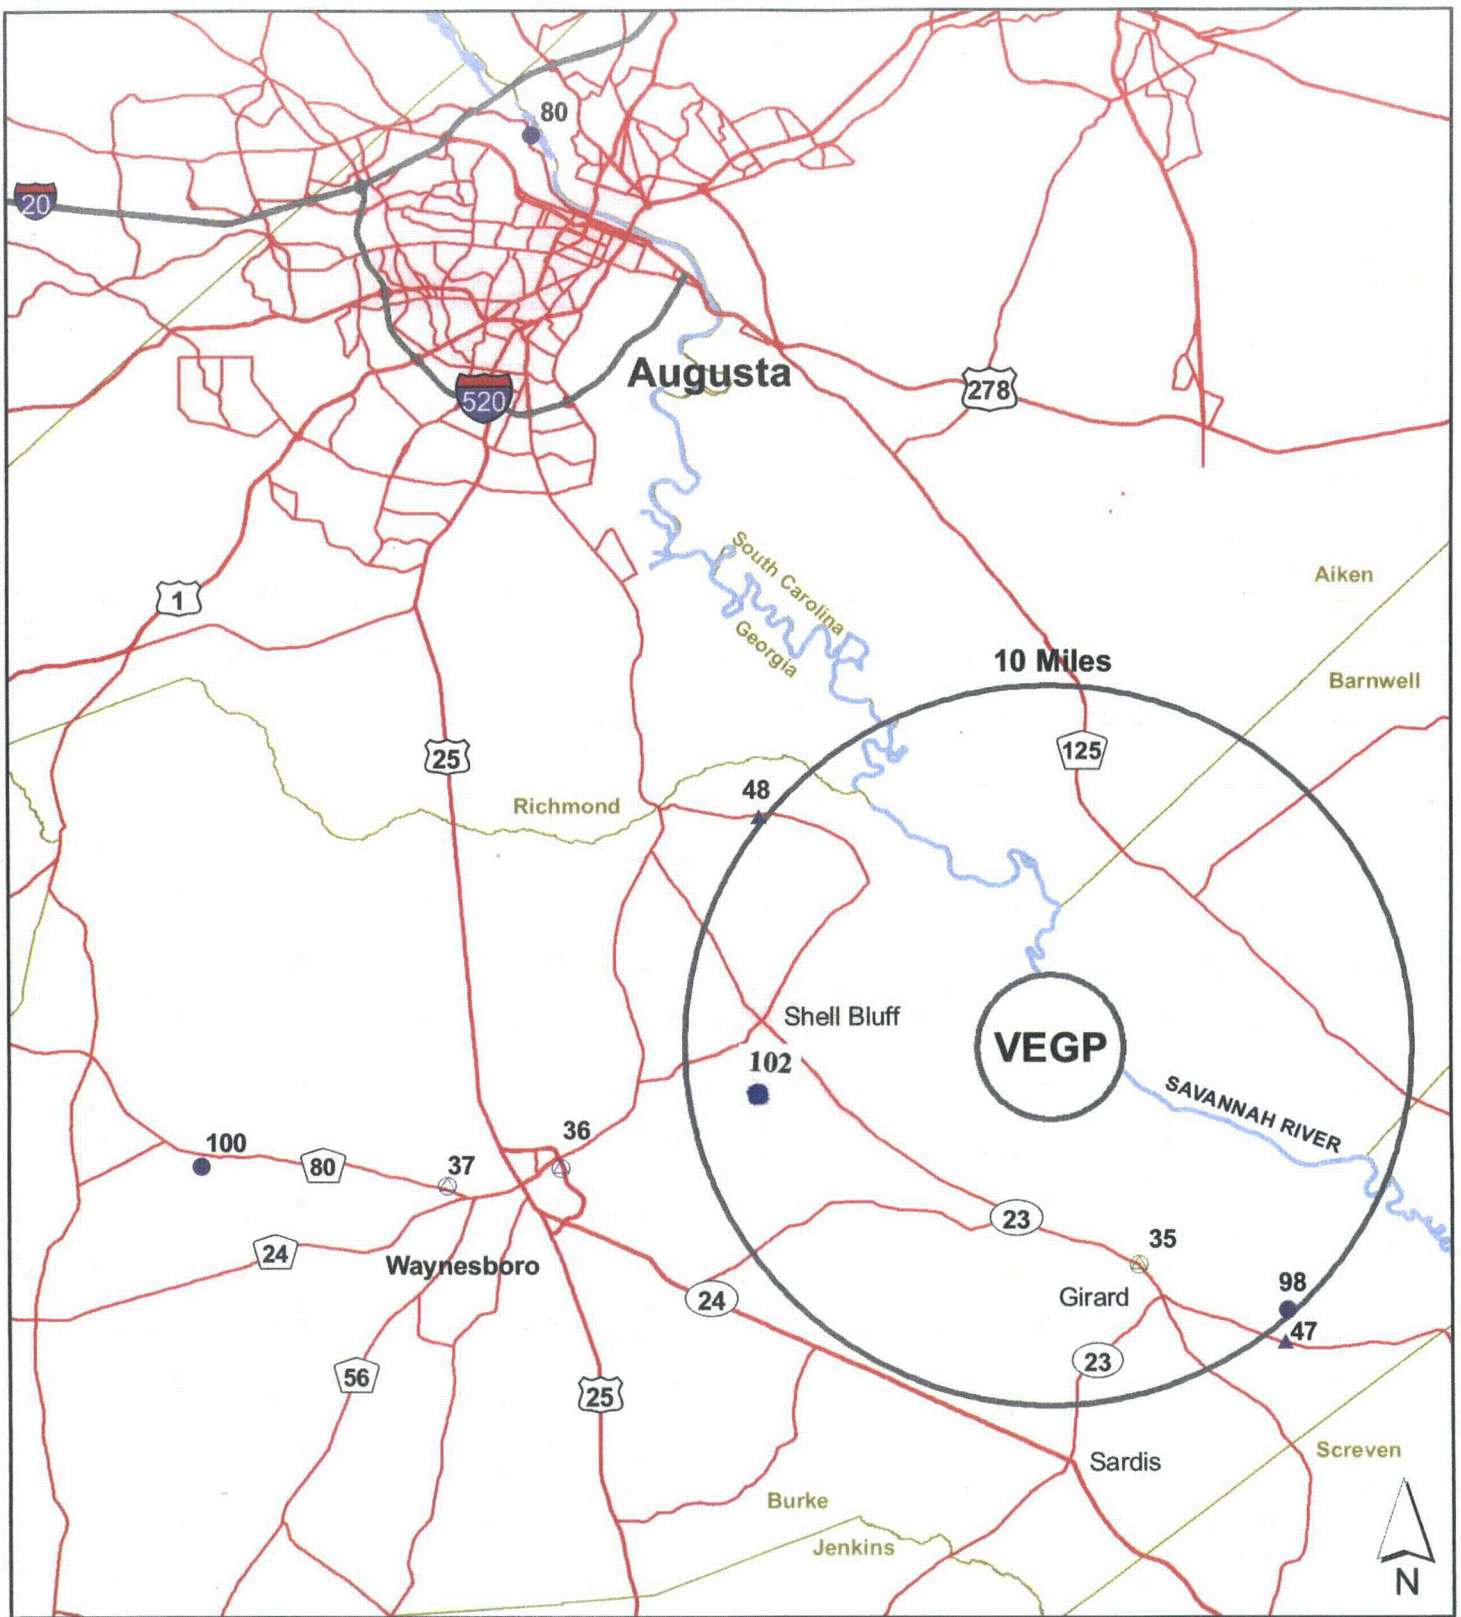 80
20
Augusta
520
278
South Carolina
Georgia
Aiken
1
10 Miles
Barnwell
25
125
48
Richmond
Shell Bluff
VEGP
102
SAVANNAH RIVER
36
100
80
37
23
35
24
Waynesboro
98
Girard
24
47
23
56
25
Screven
Sardis
Burke
Jenkins
N